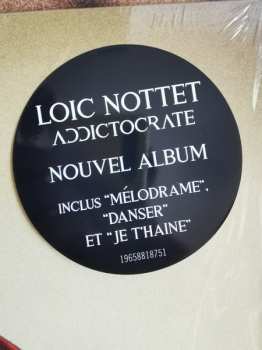 LOIC NOTTET
ADDICTOCRATE
NOUVEL ALBUM
INCLUS “MÉLODRAME”,
“DANSER”
ET “JE T'HAINE”
19658818751